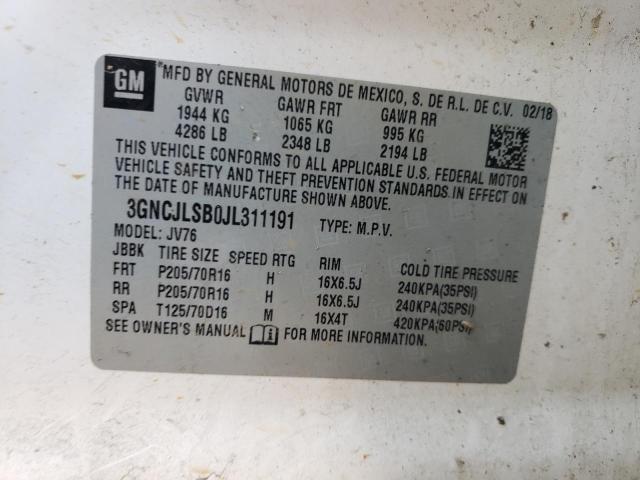 GM
*MFD BY GENERAL MOTORS DE MEXICO, S. DE R.L. DE C.V. 02/18
GVWR GAWR FRT GAWR RR
1944 KG 1065 KG 995 KG
4286 LB 2348 LB 2194 LB
THIS VEHICLE CONFORMS TO ALL APPLICABLE U.S. FEDERAL MOTOR
VEHICLE SAFETY AND THEFT PREVENTION STANDARDS IN EFFECT ON
THE DATE OF MANUFACTURE SHOWN ABOVE.
3GNCJLSB0JL311191 TYPE: M.P.V.
MODEL: JV76
JBBK TIRE SIZE SPEED RTG RIM COLD TIRE PRESSURE
FRT P205/70R16 H 16X6.5J 240KPA(35PSI)
RR P205/70R16 H 16X6.5J 240KPA(35PSI)
SPA T125/70D16 M 16X4T 420KPA(60PSI)
SEE OWNER'S MANUAL FOR MORE INFORMATION.